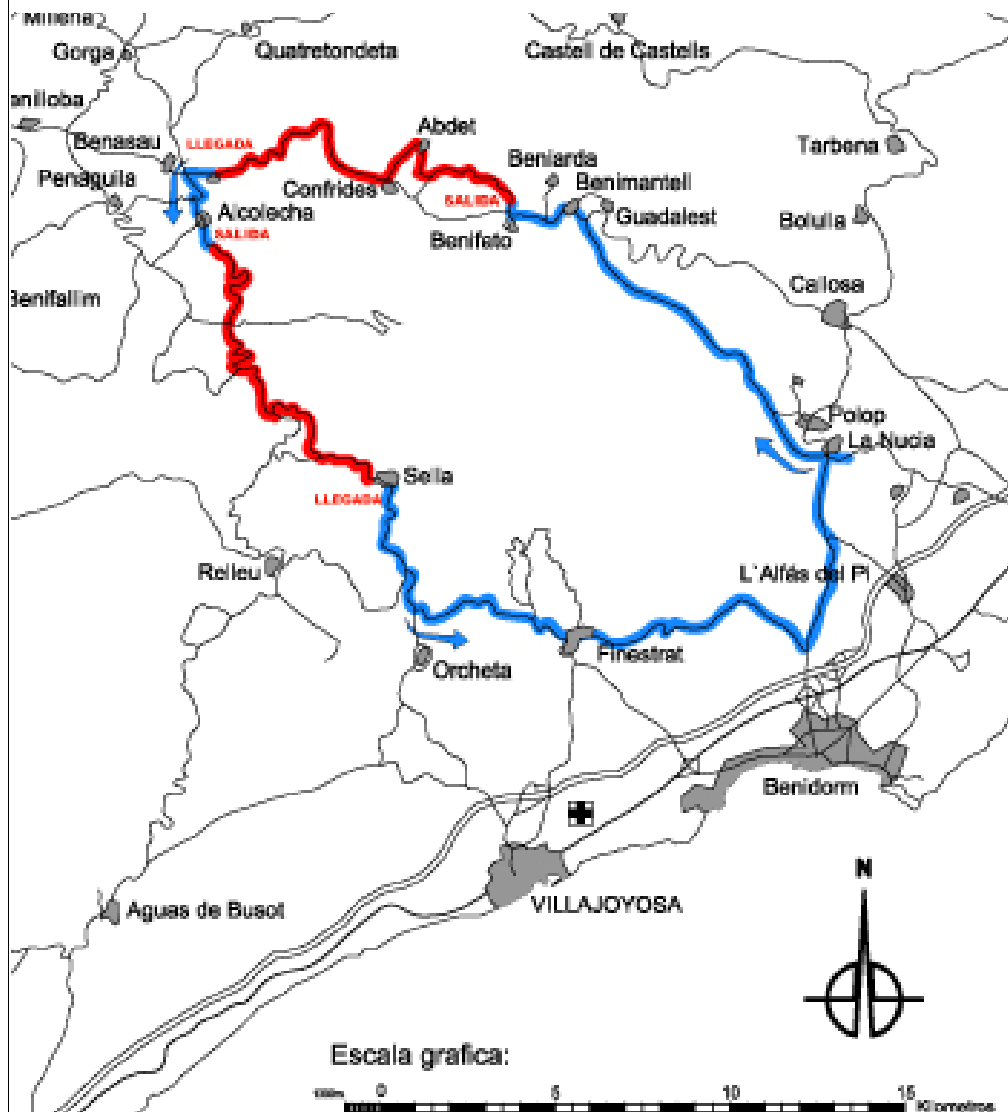 Millena
Gorga
Quatretondeta
Castell de Castells
eniloba
Abdet
Tarbena
Benasau
LLEGADA
Beniarda
Penaguila
Confrides
SALIDA
Benimantell
Alcolecha
Guadalest
Bolulla
SALIDA
Benifato
Benifallim
Callosa
Polop
La Nucia
Sella
LLEGADA
Relleu
L'Alfás del Pi
Finestrat
Orcheta
Benidorm
N
Aguas de Busot
VILLAJOYOSA
Escala grafica:
0 5 10 15
Kilometros